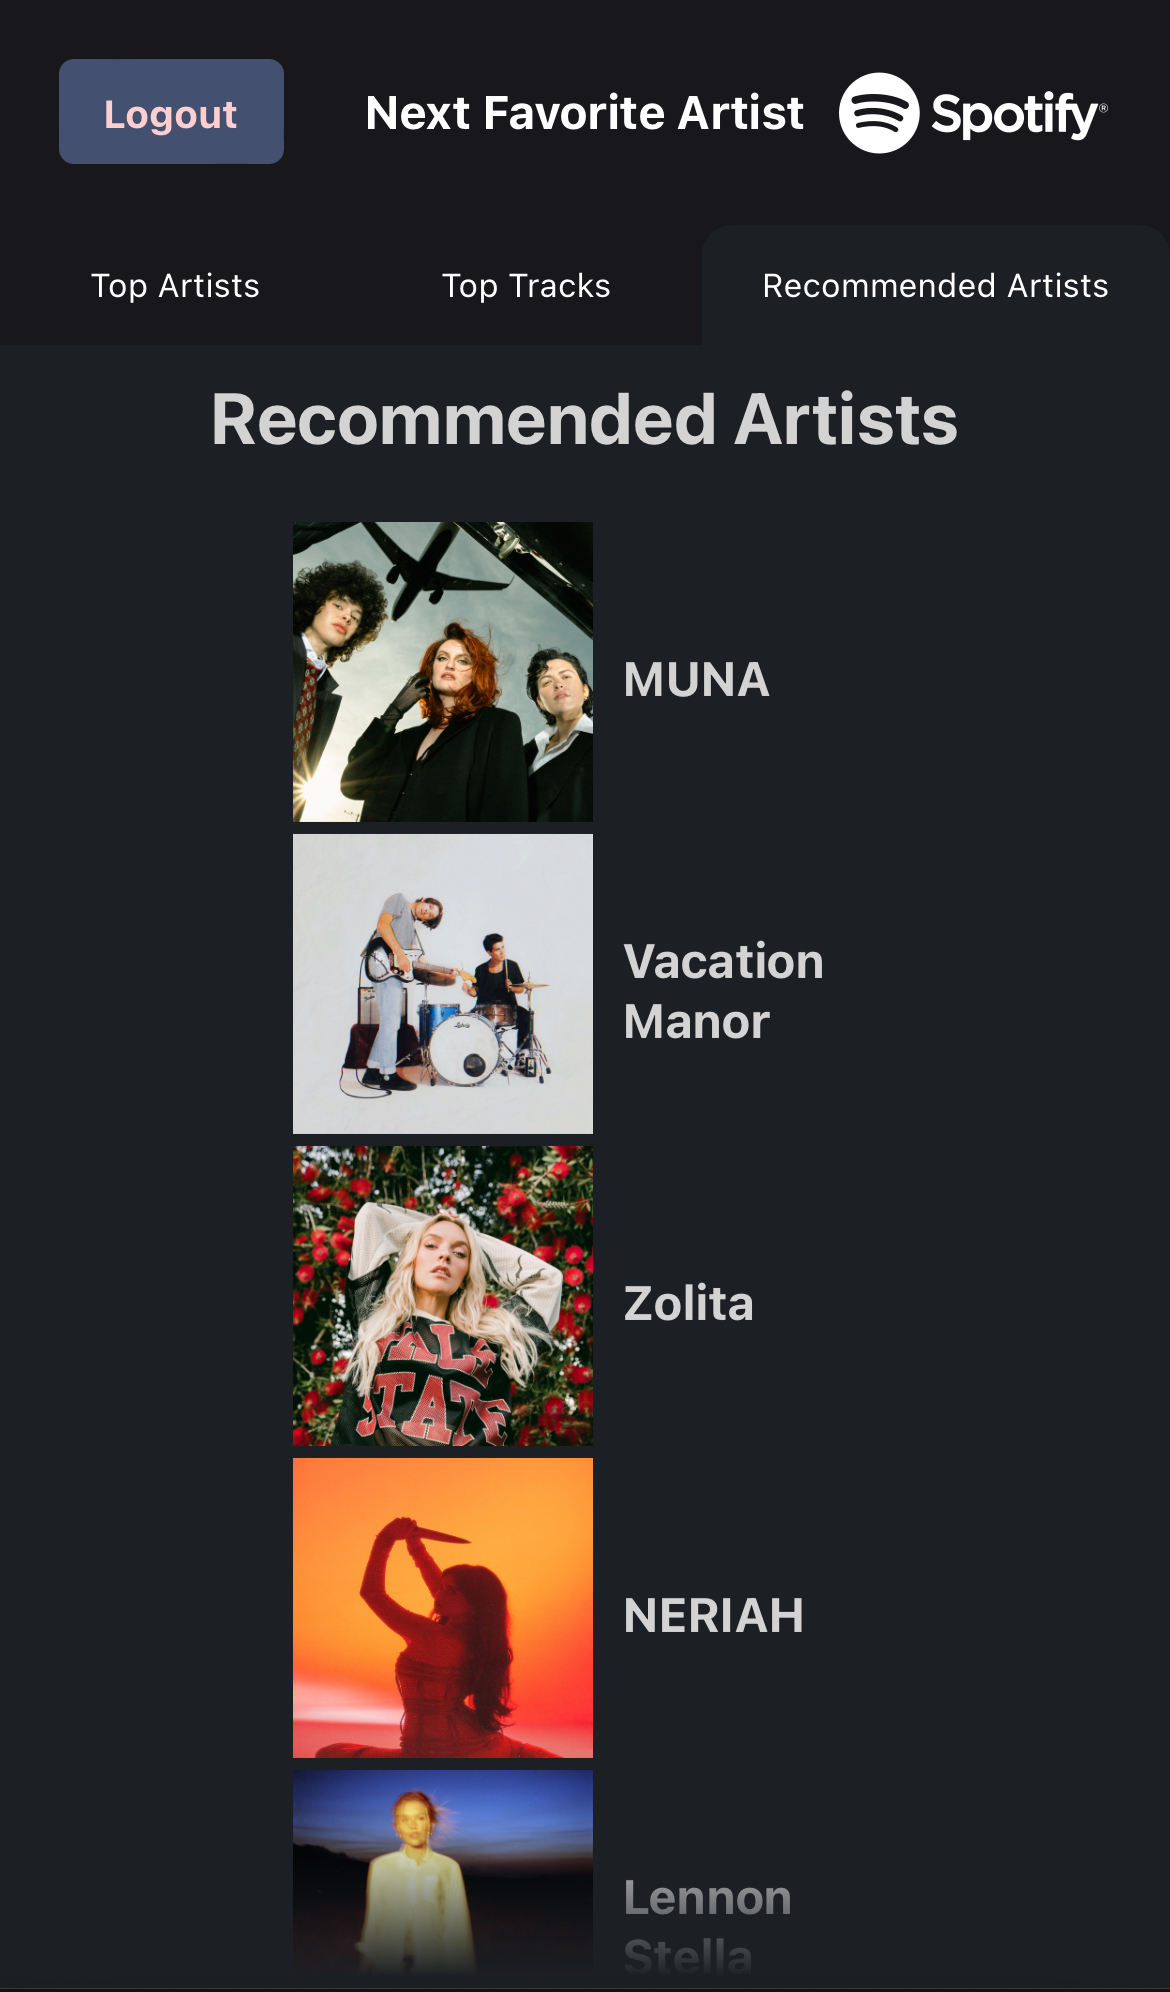 Logout
Next Favorite Artist
Spotify®
Top Artists
Top Tracks
Recommended Artists
Recommended Artists
MUNA
Vacation
Manor
Zolita
STATE
NERIAH
Lennon
Stella